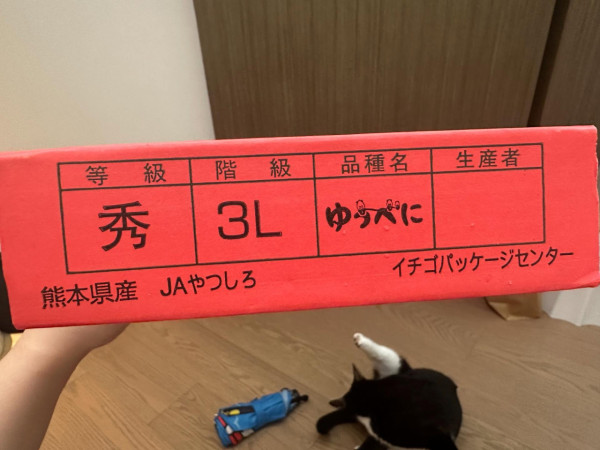 等級 階級 品種名 生産者
秀 3L ゆうべに
熊本県産 JAやつしろ イチゴパッケージセンター